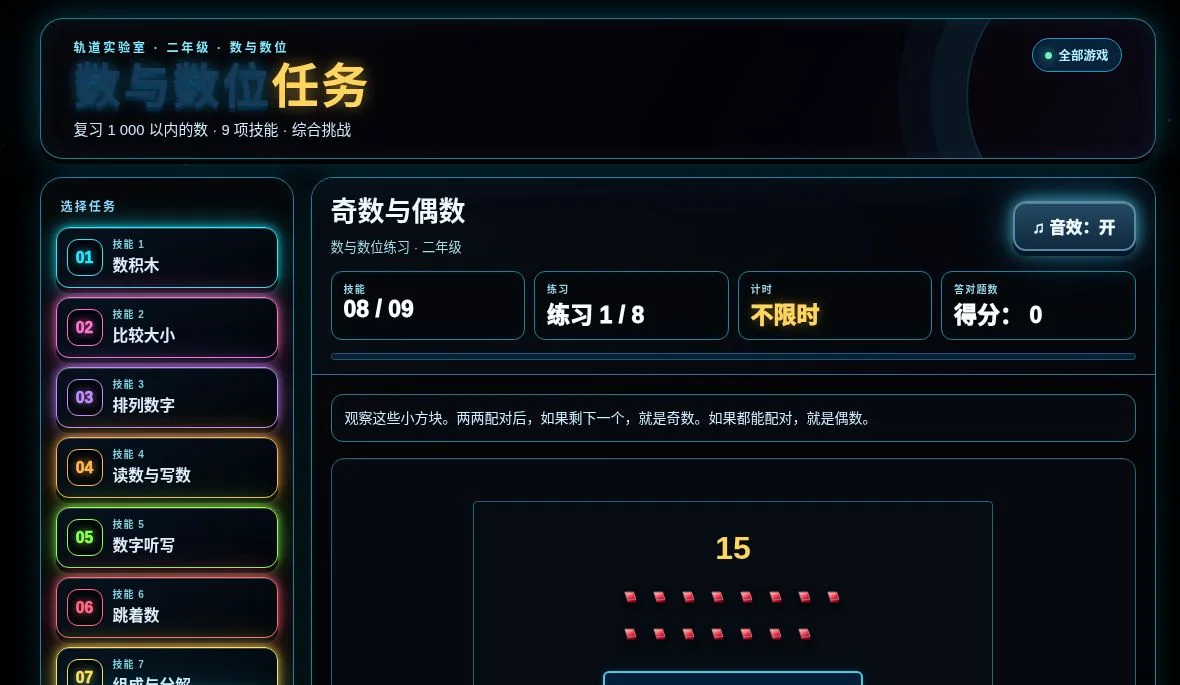 轨道实验室 · 二年级 · 数与数位
数与数位任务
复习 1 000 以内的数 · 9 项技能 · 综合挑战
全部游戏
选择任务
01
技能 1
数积木
02
技能 2
比较大小
03
技能 3
排列数字
04
技能 4
读数与写数
05
技能 5
数字听写
06
技能 6
跳着数
07
技能 7
组成与分解
奇数与偶数
数与数位练习 · 二年级
♫ 音效：开
技能
08 / 09
练习
练习 1 / 8
计时
不限时
答对题数
得分： 0
观察这些小方块。两两配对后，如果剩下一个，就是奇数。如果都能配对，就是偶数。
15